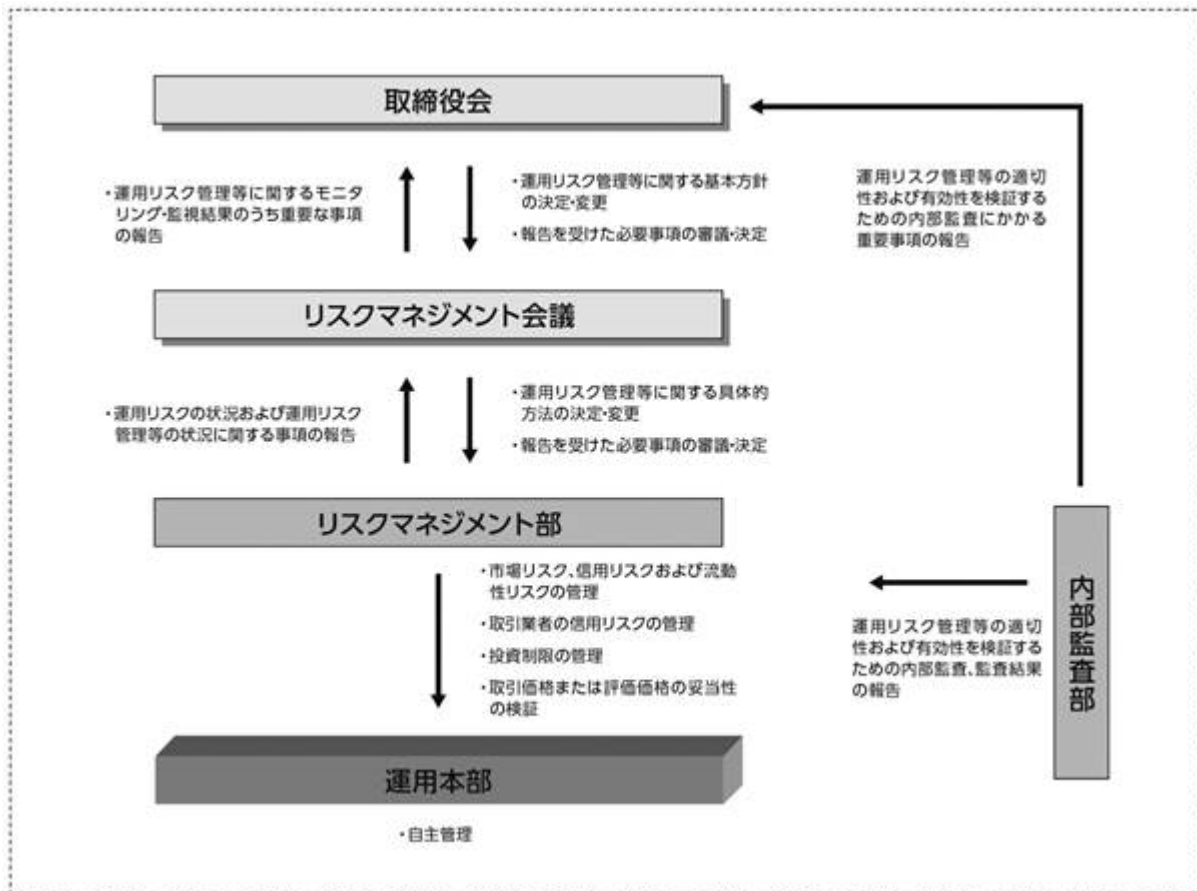 取締役会
・運用リスク管理等に関するモニタ
リング・監視結果のうち重要な事項
の報告
・運用リスク管理等に関する基本方針
の決定・変更
・報告を受けた必要事項の審議・決定
運用リスク管理等の適切
性および有効性を検証する
ための内部監査にかかる
重要事項の報告
リスクマネジメント会議
・運用リスクの状況および運用リスク
管理等の状況に関する事項の報告
・運用リスク管理等に関する具体的
方法の決定・変更
・報告を受けた必要事項の審議・決定
リスクマネジメント部
・市場リスク、信用リスクおよび流動
性リスクの管理
・取引業者の信用リスクの管理
・投資制限の管理
・取引価格または評価価格の妥当性
の検証
運用リスク管理等の適切
性および有効性を検証する
ための内部監査、監査結果
の報告
内部監査部
運用本部
・自主管理